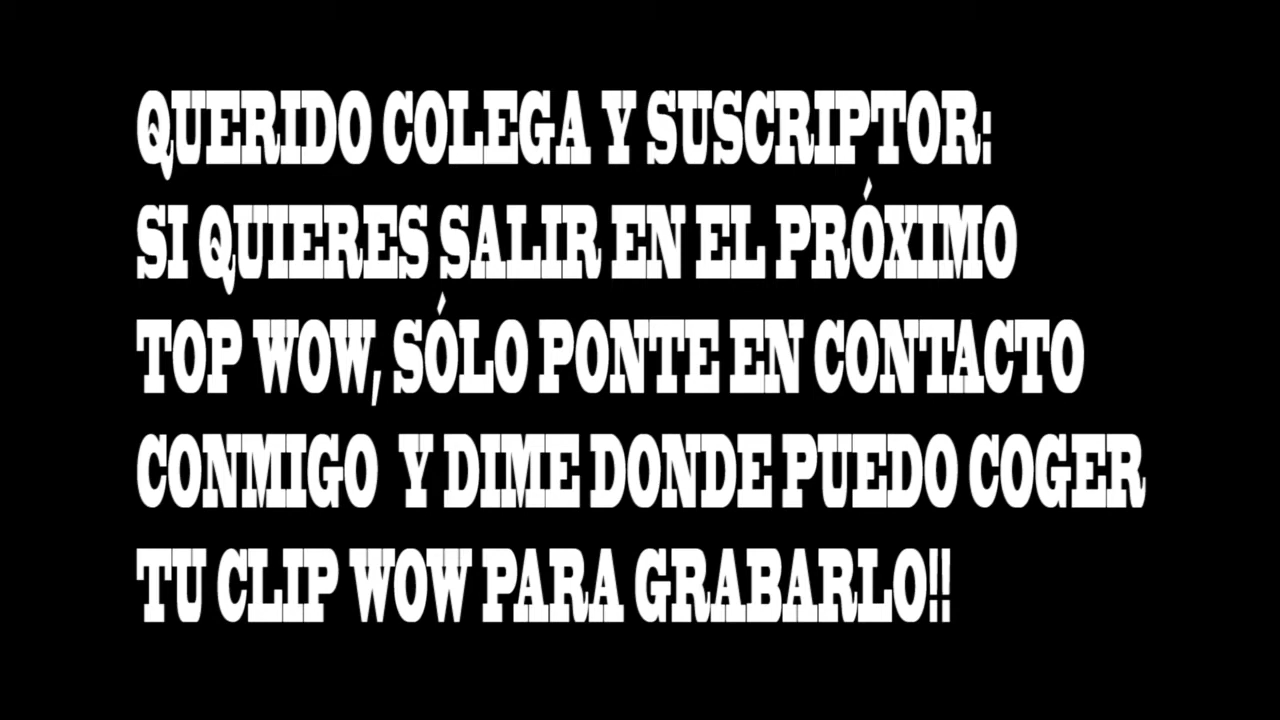 QUERIDO COLEGA Y SUSCRIPTOR:
SI QUIERES SALIR EN EL PRÓXIMO
TOP WOW, SÓLO PONTE EN CONTACTO
CONMIGO Y DIME DONDE PUEDO COGER
TU CLIP WOW PARA GRABARLO!!